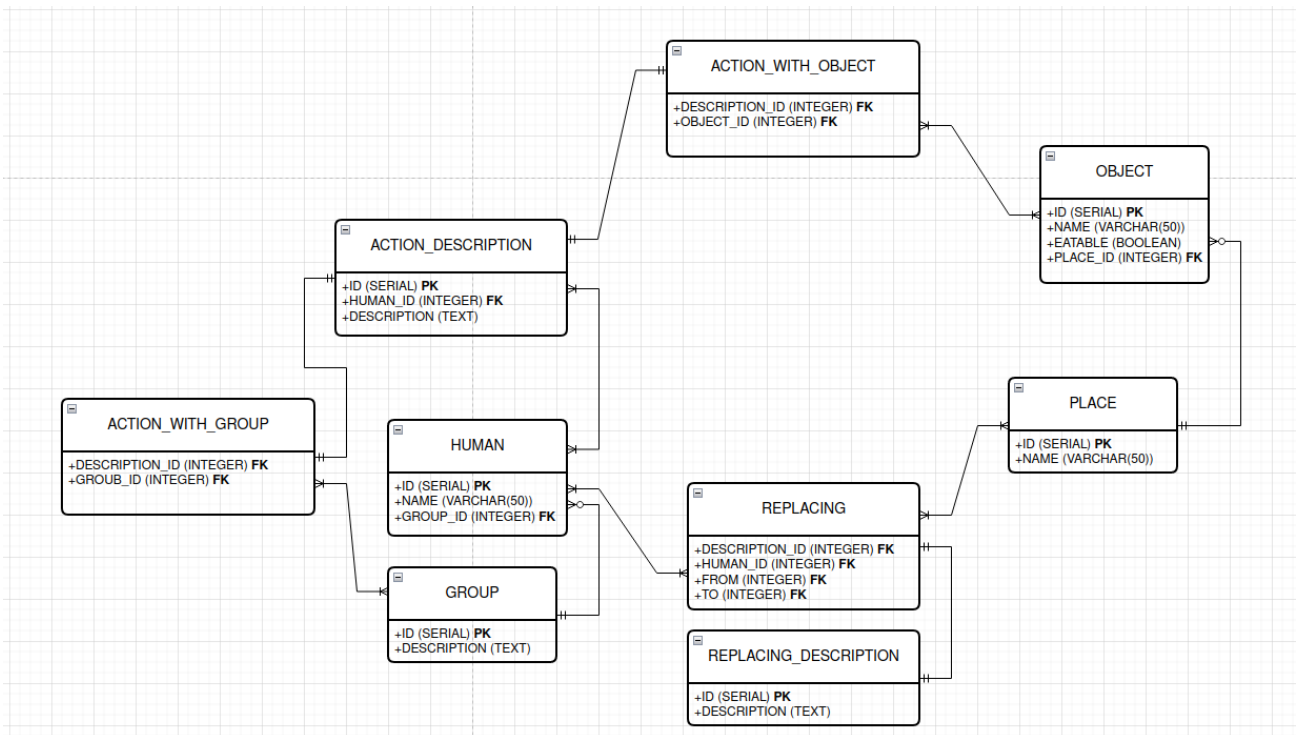 ACTION_WITH_OBJECT
+DESCRIPTION_ID (INTEGER) FK
+OBJECT_ID (INTEGER) FK
OBJECT
+ID (SERIAL) PK
+NAME (VARCHAR(50))
+EATABLE (BOOLEAN)
+PLACE_ID (INTEGER) FK
ACTION_DESCRIPTION
+ID (SERIAL) PK
+HUMAN_ID (INTEGER) FK
+DESCRIPTION (TEXT)
ACTION_WITH_GROUP
+DESCRIPTION_ID (INTEGER) FK
+GROUB_ID (INTEGER) FK
HUMAN
+ID (SERIAL) PK
+NAME (VARCHAR(50))
+GROUP_ID (INTEGER) FK
PLACE
+ID (SERIAL) PK
+NAME (VARCHAR(50))
REPLACING
+DESCRIPTION_ID (INTEGER) FK
+HUMAN_ID (INTEGER) FK
+FROM (INTEGER) FK
+TO (INTEGER) FK
GROUP
+ID (SERIAL) PK
+DESCRIPTION (TEXT)
REPLACING_DESCRIPTION
+ID (SERIAL) PK
+DESCRIPTION (TEXT)